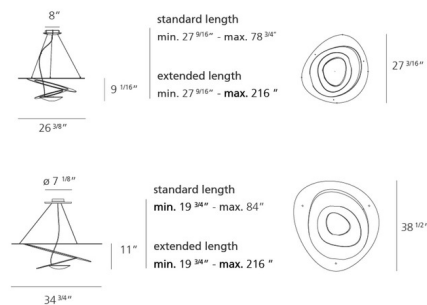 8″
standard length
min. 27 9/16″ - max. 78 3/4″
extended length
min. 27 9/16″ - max. 216 ″
9 1/16″
27 3/16″
26 3/8″
ø 7 1/8″
standard length
min. 19 3/4″ - max. 84″
extended length
min. 19 3/4″ - max. 216 ″
11″
38 1/2″
34 3/4″